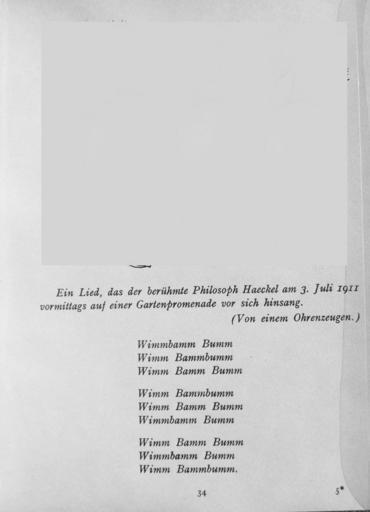 Ein Lied, das der berühmte Philosoph Haeckel am 3. Juli 1911
vormittags auf einer Gartenpromenade vor sich hinsang.
(Von einem Ohrenzeugen.)
Wimmbamm Bumm
Wimm Bammbumm
Wimm Bamm Bumm
Wimm Bammbumm
Wimm Bamm Bumm
Wimmbamm Bumm
Wimm Bamm Bumm
Wimmbamm Bumm
Wimm Bammbumm.
34
5*